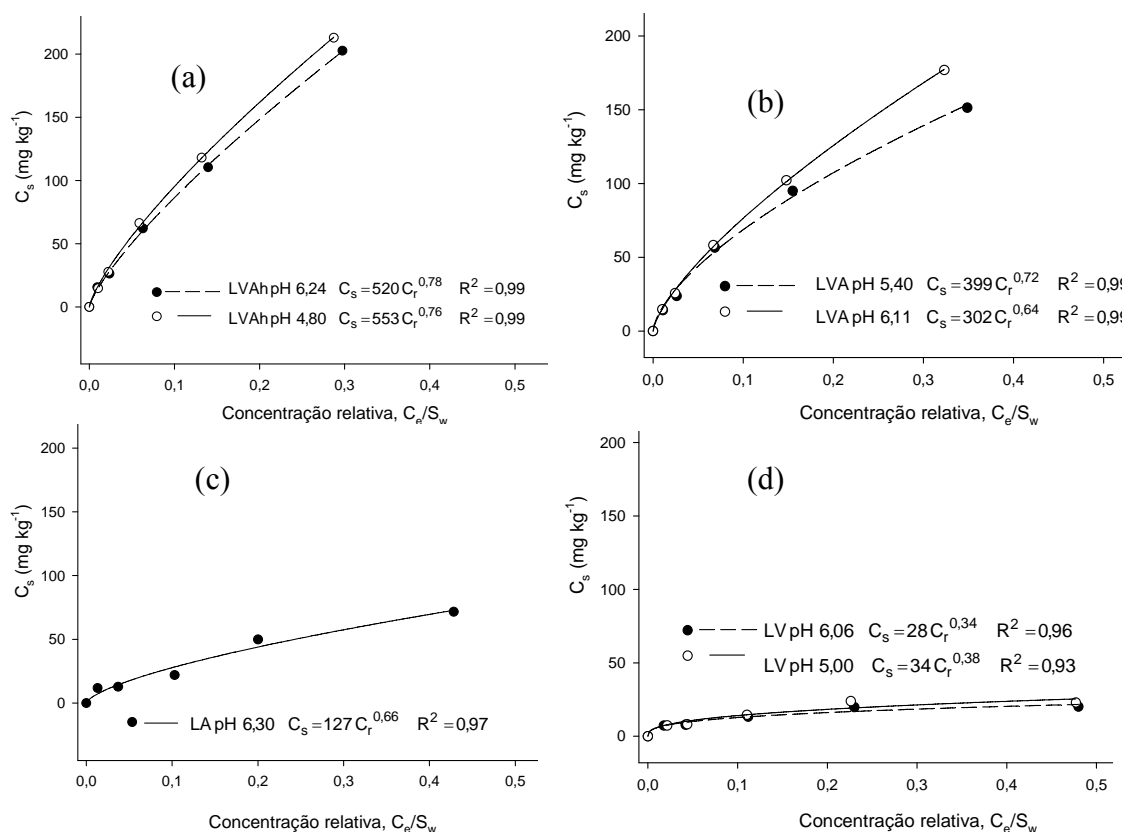 (a)
C_s (mg kg⁻¹)
200
150
100
50
0
LVAh pH 6,24 C_s = 520 C_r^0,78 R² = 0,99
LVAh pH 4,80 C_s = 553 C_r^0,76 R² = 0,99
0,0 0,1 0,2 0,3 0,4 0,5
Concentração relativa, C_e/S_w
(b)
C_s (mg kg⁻¹)
200
150
100
50
0
LVA pH 5,40 C_s = 399 C_r^0,72 R² = 0,99
LVA pH 6,11 C_s = 302 C_r^0,64 R² = 0,99
0,0 0,1 0,2 0,3 0,4 0,5
Concentração relativa, C_e/S_w
(c)
C_s (mg kg⁻¹)
200
150
100
50
0
LA pH 6,30 C_s = 127 C_r^0,66 R² = 0,97
0,0 0,1 0,2 0,3 0,4 0,5
Concentração relativa, C_e/S_w
(d)
C_s (mg kg⁻¹)
200
150
100
50
0
LV pH 6,06 C_s = 28 C_r^0,34 R² = 0,96
LV pH 5,00 C_s = 34 C_r^0,38 R² = 0,93
0,0 0,1 0,2 0,3 0,4 0,5
Concentração relativa, C_e/S_w